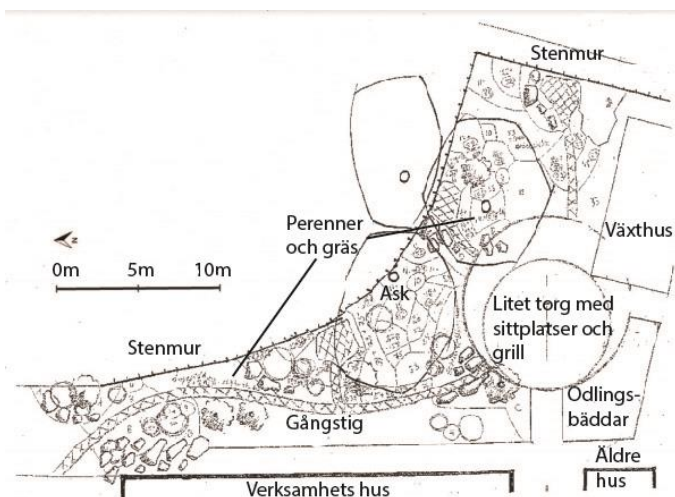 Stenmur
Perenner
och gräs
Växthus
N
0m 5m 10m
Ask
Litet torg med
sittplatser och
grill
Stenmur
Gångstig
Odlings-
bäddar
Äldre
hus
Verksamhets hus